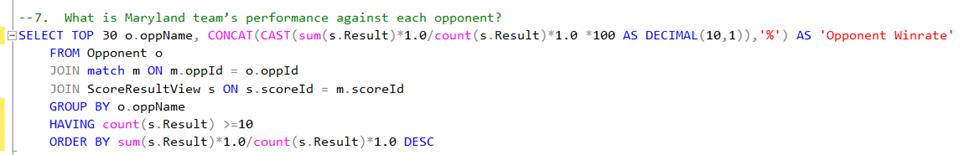 --7.  What is Maryland team's performance against each opponent?
SELECT TOP 30 o.oppName, CONCAT(CAST(sum(s.Result)*1.0/count(s.Result)*1.0 *100 AS DECIMAL(10,1)),'%') AS 'Opponent Winrate'
FROM Opponent o
JOIN match m ON m.oppId = o.oppId
JOIN ScoreResultView s ON s.scoreId = m.scoreId
GROUP BY o.oppName
HAVING count(s.Result) >=10
ORDER BY sum(s.Result)*1.0/count(s.Result)*1.0 DESC